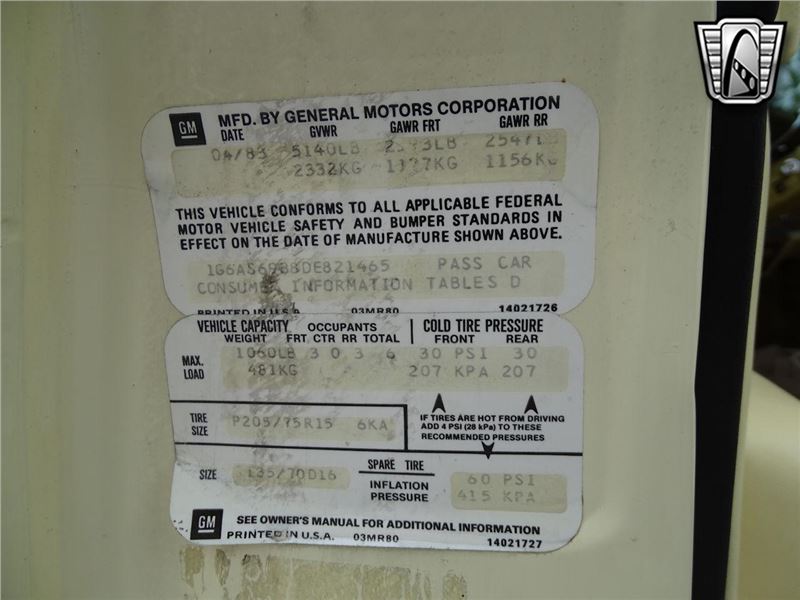 GM MFD. BY GENERAL MOTORS CORPORATION
DATE GVWR GAWR FRT GAWR RR
04/83 5140LB
2332KG 1156KG
THIS VEHICLE CONFORMS TO ALL APPLICABLE FEDERAL
MOTOR VEHICLE SAFETY AND BUMPER STANDARDS IN
EFFECT ON THE DATE OF MANUFACTURE SHOWN ABOVE.
PASS CAR
CONSUMER INFORMATION TABLES D
PRINTED IN U.S.A. 03MR80 14021726
VEHICLE CAPACITY OCCUPANTS COLD TIRE PRESSURE
WEIGHT FRT CTR RR TOTAL FRONT REAR
MAX. LOAD 1060LB 3 0 3 6 30 PSI 30
481KG 207 KPA 207
TIRE SIZE P205/75R15 6KA
IF TIRES ARE HOT FROM DRIVING
ADD 4 PSI (28 kPa) TO THESE
RECOMMENDED PRESSURES
SPARE TIRE
SIZE 135/70D16 INFLATION PRESSURE 60 PSI
415 KPA
GM SEE OWNER'S MANUAL FOR ADDITIONAL INFORMATION
PRINTED IN U.S.A. 03MR80 14021727